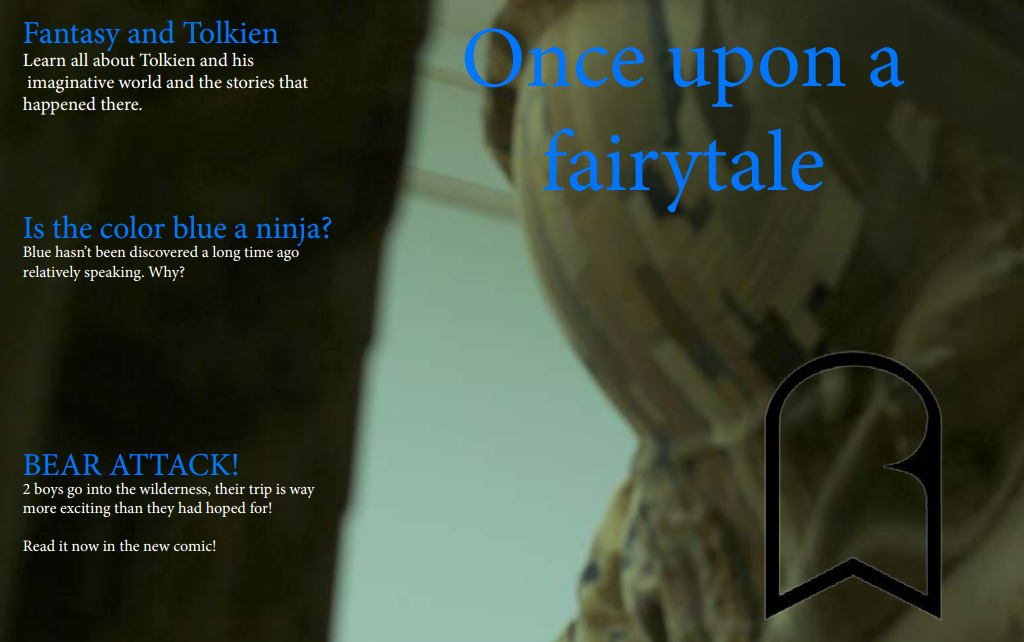 Fantasy and Tolkien
Learn all about Tolkien and his
imaginative world and the stories that
happened there.
Once upon a
fairytale
Is the color blue a ninja?
Blue hasn't been discovered a long time ago
relatively speaking. Why?
BEAR ATTACK!
2 boys go into the wilderness, their trip is way
more exciting than they had hoped for!
Read it now in the new comic!